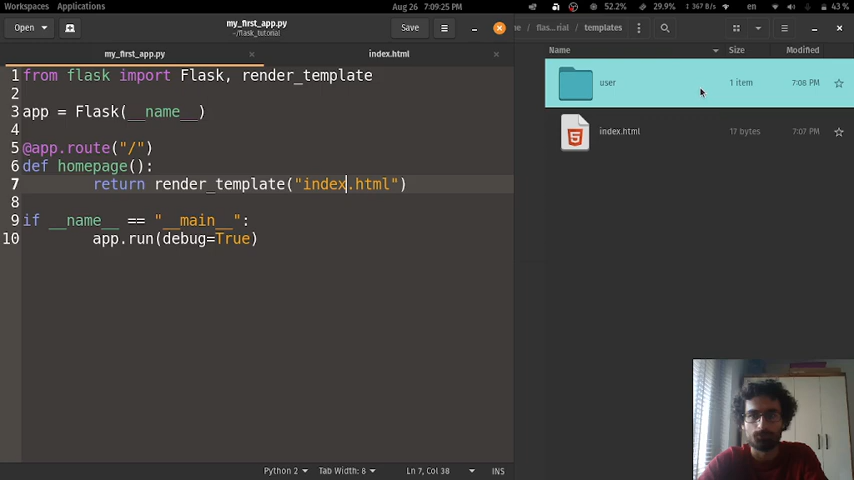 Workspaces Applications Aug 26 7:09:25 PM 52.2% 29.9% 367 B/s en 43 %
Open my_first_app.py Save
~/flask_tutorial
flas…rial / templates
my_first_app.py index.html
Name Size Modified
user 1 item 7:08 PM
index.html 17 bytes 7:07 PM
1 from flask import Flask, render_template
2
3 app = Flask(__name__)
4
5 @app.route("/")
6 def homepage():
7 return render_template("index.html")
8
9 if __name__ == "__main__":
10 app.run(debug=True)
Python 2 Tab Width: 8 Ln 7, Col 38 INS